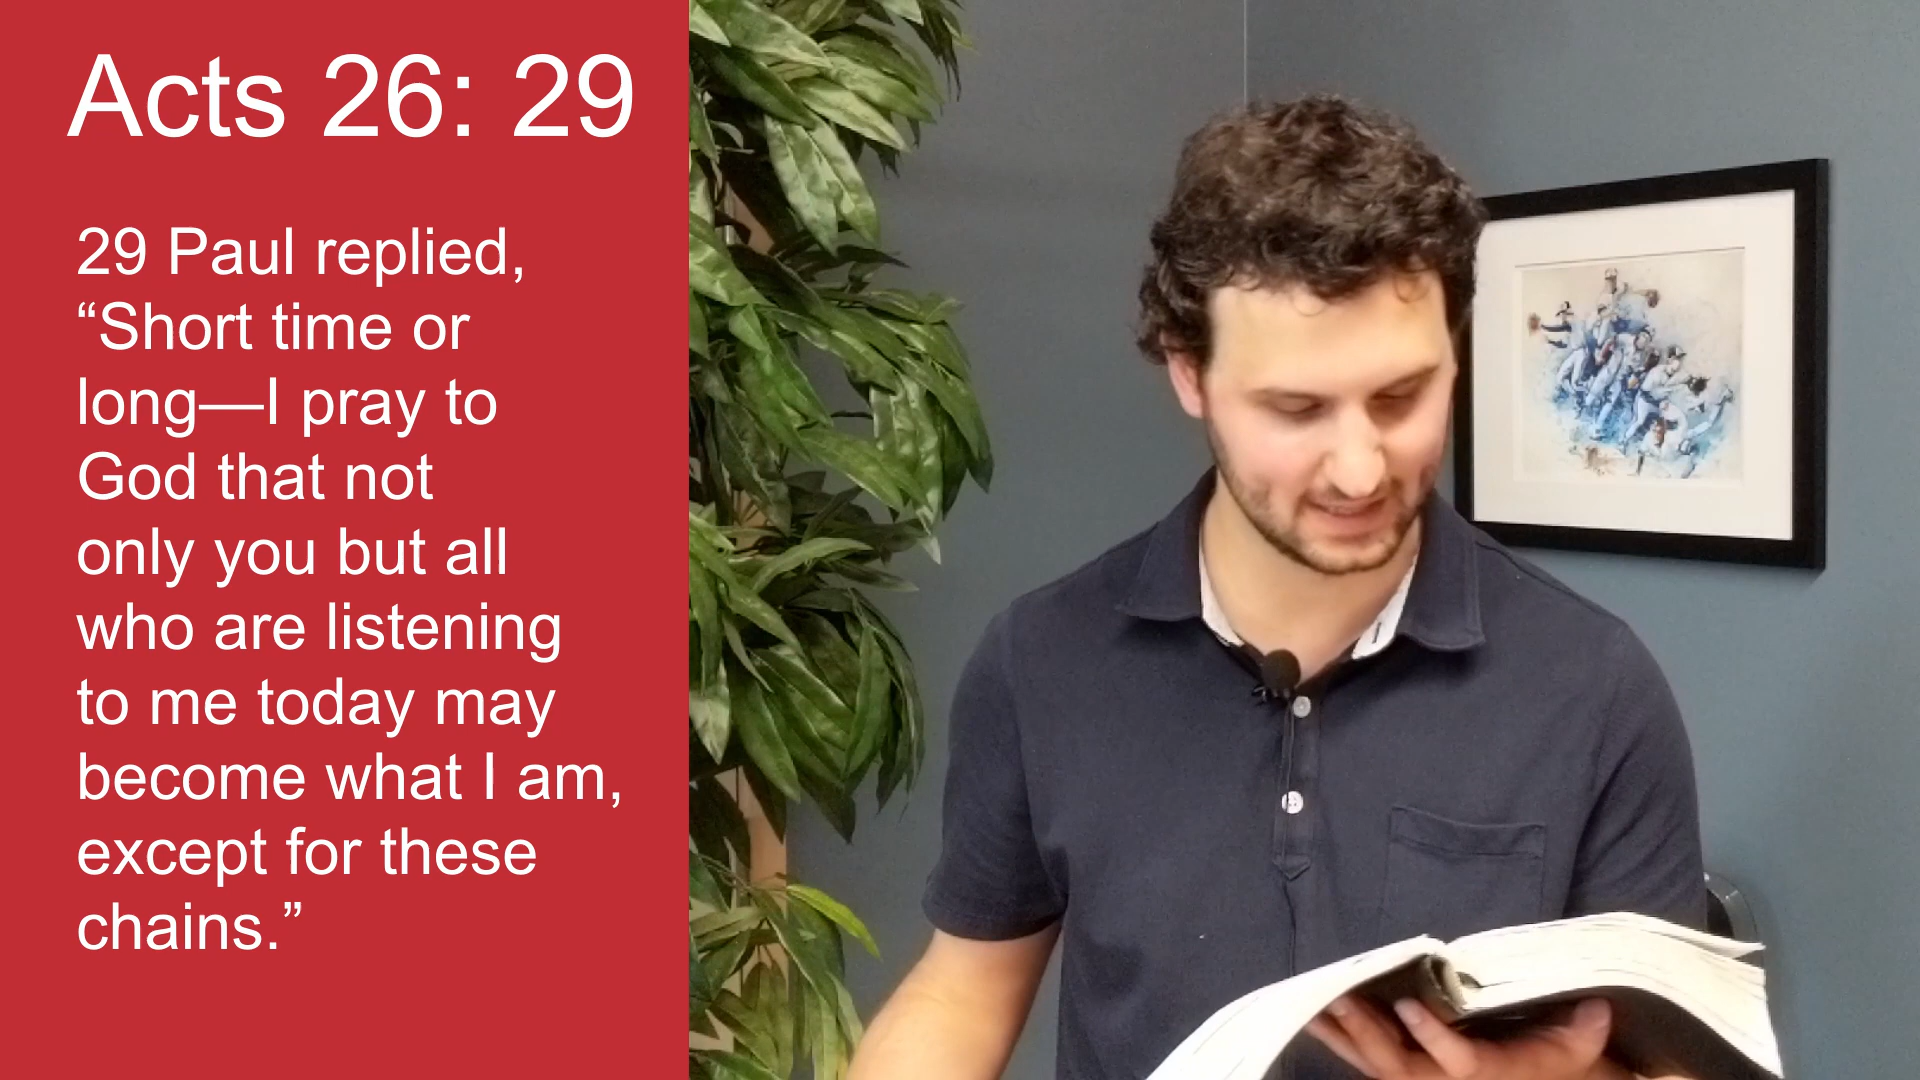 Acts 26: 29
29 Paul replied,
“Short time or
long—I pray to
God that not
only you but all
who are listening
to me today may
become what I am,
except for these
chains.”